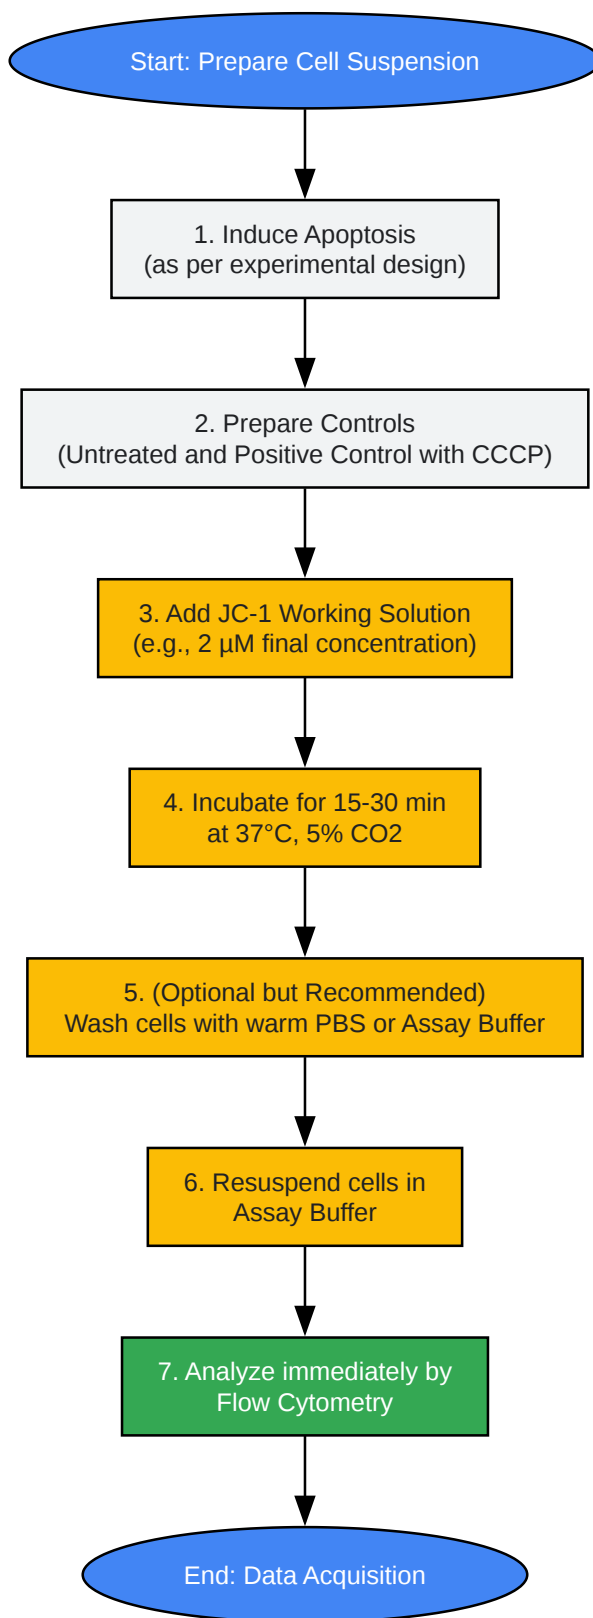 Start: Prepare Cell Suspension
1. Induce Apoptosis
(as per experimental design)
2. Prepare Controls
(Untreated and Positive Control with CCCP)
3. Add JC-1 Working Solution
(e.g., 2 µM final concentration)
4. Incubate for 15-30 min
at 37°C, 5% CO2
5. (Optional but Recommended)
Wash cells with warm PBS or Assay Buffer
6. Resuspend cells in
Assay Buffer
7. Analyze immediately by
Flow Cytometry
End: Data Acquisition